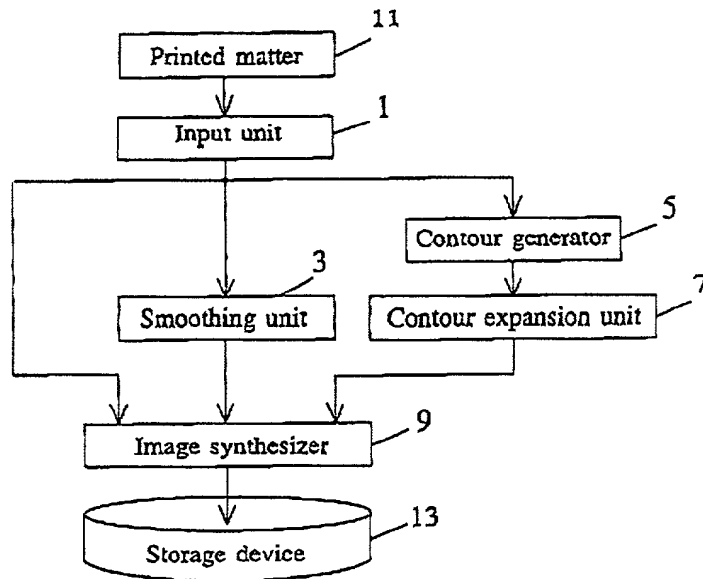 11
Printed matter
1
Input unit
5
Contour generator
3
7
Smoothing unit
Contour expansion unit
9
Image synthesizer
13
Storage device